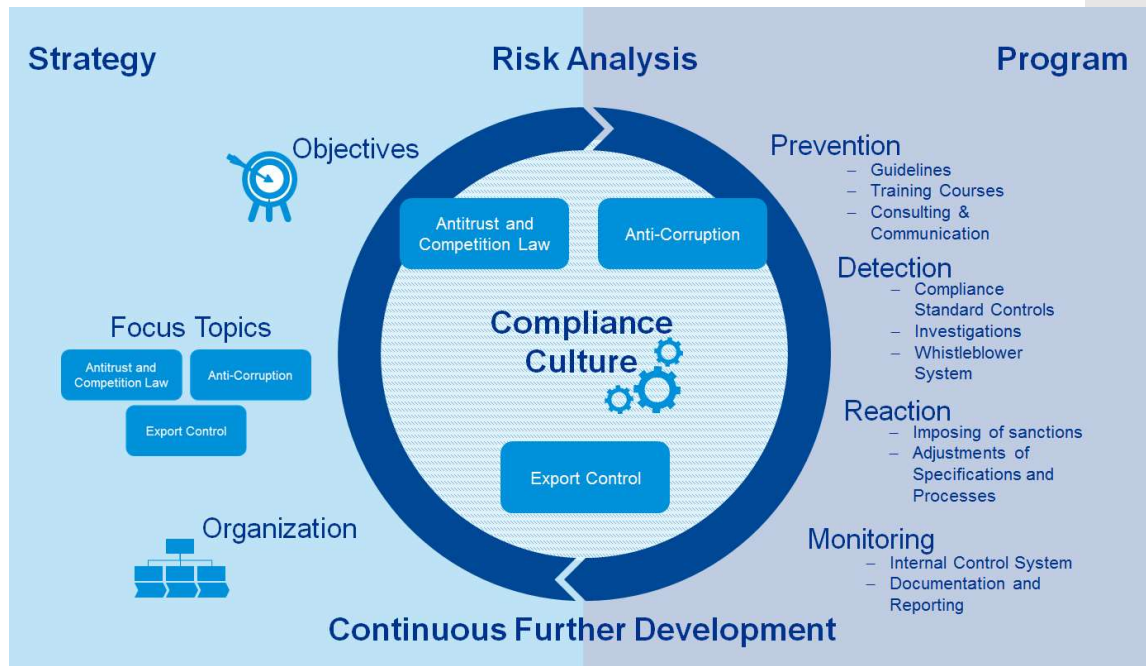 Strategy
Risk Analysis
Program
Objectives
Focus Topics
Antitrust and
Competition Law
Anti-Corruption
Export Control
Organization
Antitrust and
Competition Law
Anti-Corruption
Compliance
Culture
Export Control
Prevention
– Guidelines
– Training Courses
– Consulting &
Communication
Detection
– Compliance
Standard Controls
– Investigations
– Whistleblower
System
Reaction
– Imposing of sanctions
– Adjustments of
Specifications and
Processes
Monitoring
– Internal Control System
– Documentation and
Reporting
Continuous Further Development